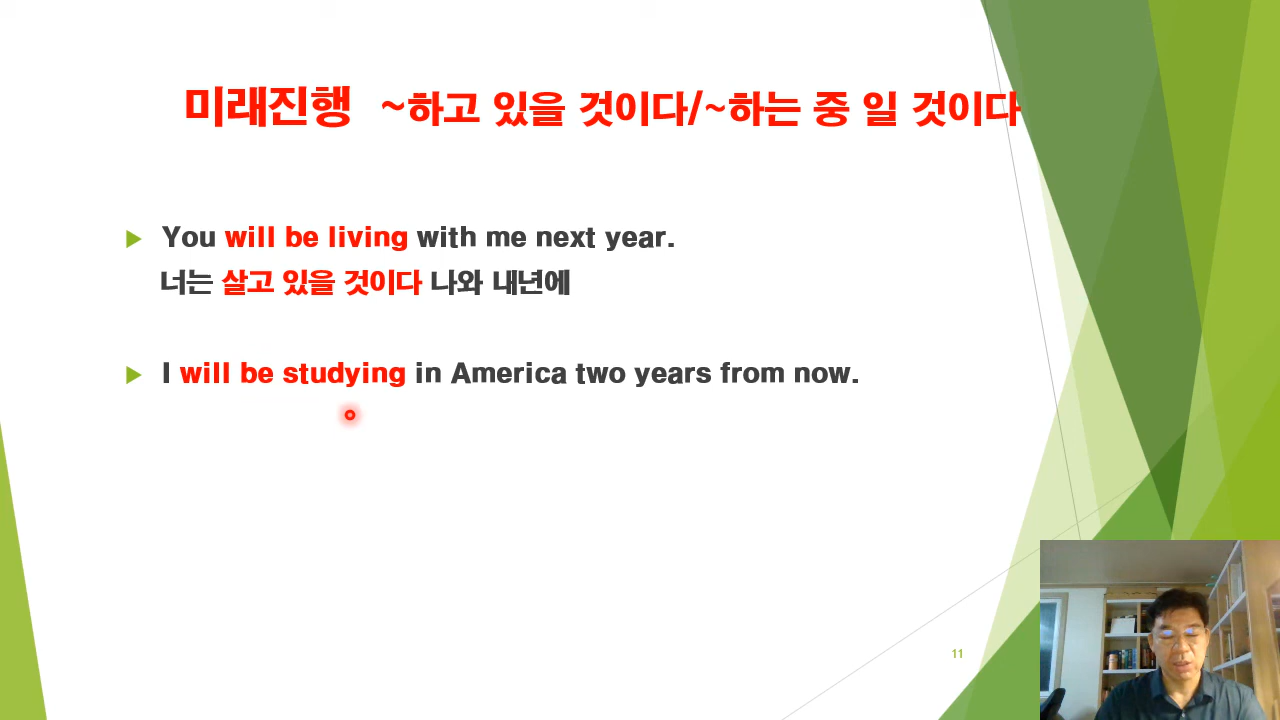 미래진행 ~하고 있을 것이다/~하는 중 일 것이다
You will be living with me next year.
너는 살고 있을 것이다 나와 내년에
I will be studying in America two years from now.
11